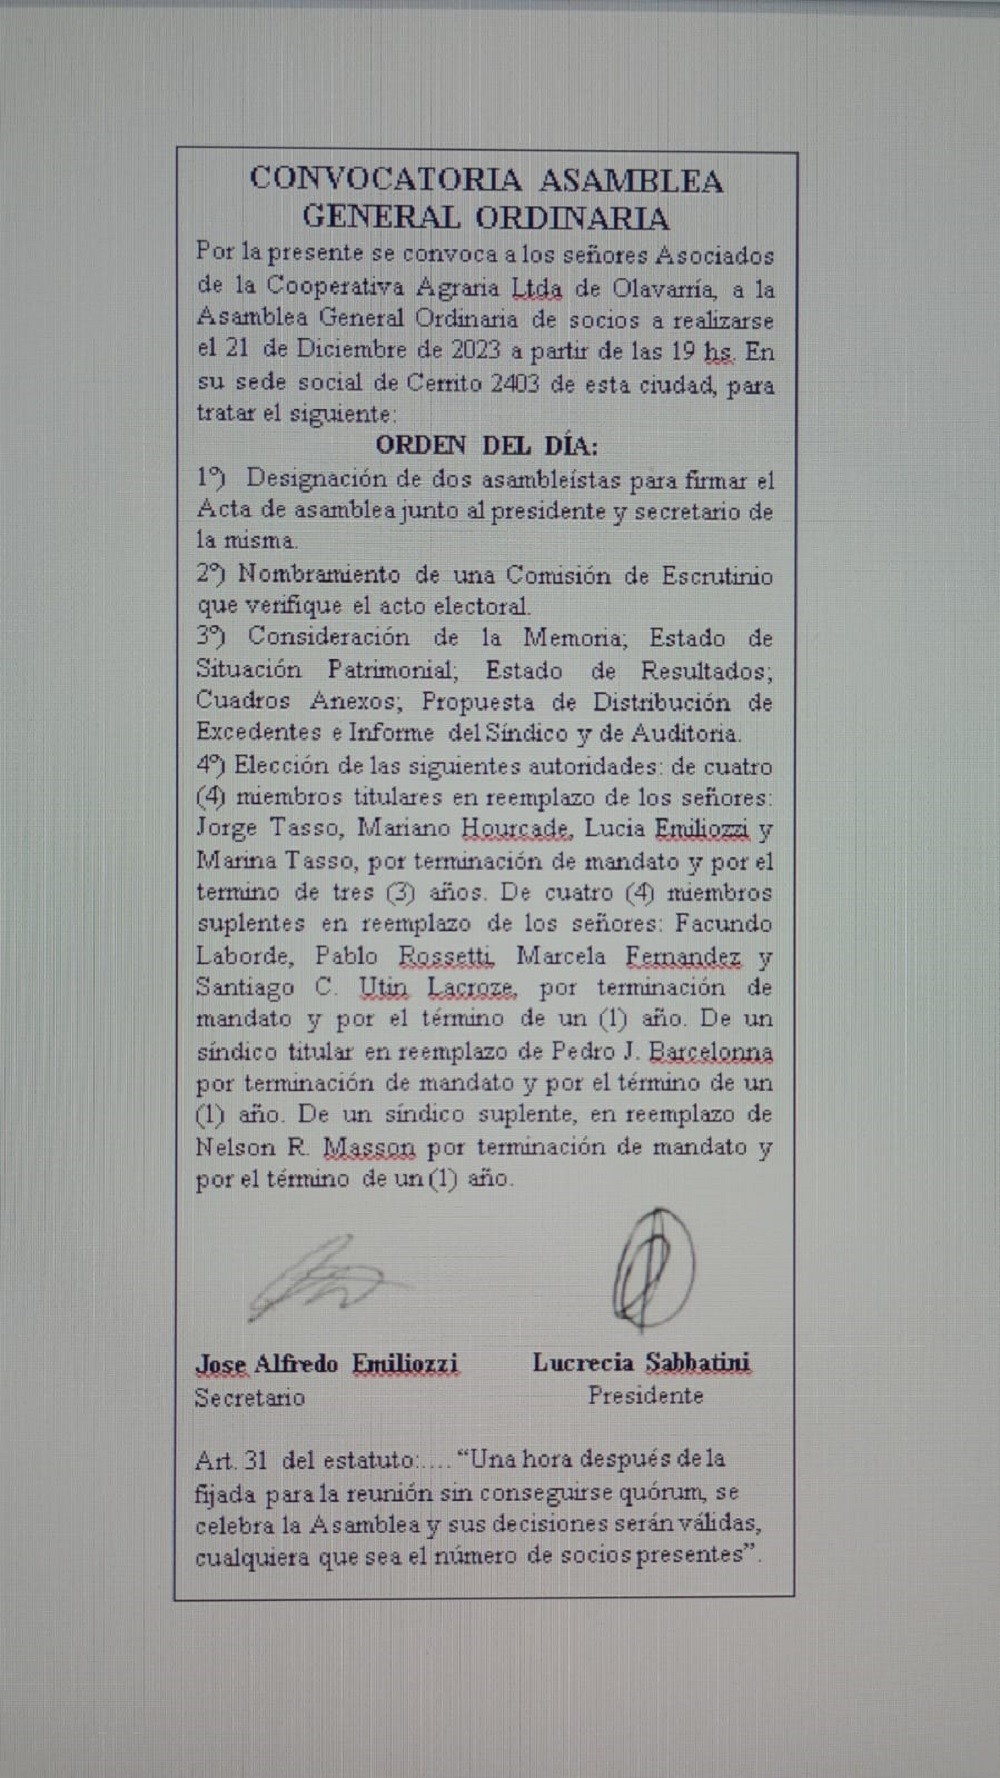 CONVOCATORIA ASAMBLEA
GENERAL ORDINARIA
Por la presente se convoca a los señores Asociados
de la Cooperativa Agraria Ltda de Olavarría, a la
Asamblea General Ordinaria de socios a realizarse
el 21 de Diciembre de 2023 a partir de las 19 hs. En
su sede social de Cerrito 2403 de esta ciudad, para
tratar el siguiente:
ORDEN DEL DÍA:
1º) Designación de dos asambleístas para firmar el
Acta de asamblea junto al presidente y secretario de
la misma.
2º) Nombramiento de una Comisión de Escrutinio
que verifique el acto electoral.
3º) Consideración de la Memoria; Estado de
Situación Patrimonial; Estado de Resultados;
Cuadros Anexos; Propuesta de Distribución de
Excedentes e Informe del Síndico y de Auditoria.
4º) Elección de las siguientes autoridades: de cuatro
(4) miembros titulares en reemplazo de los señores:
Jorge Tasso, Mariano Hourcade, Lucia Emiliozzi y
Marina Tasso, por terminación de mandato y por el
termino de tres (3) años. De cuatro (4) miembros
suplentes en reemplazo de los señores: Facundo
Laborde, Pablo Rossetti, Marcela Fernandez y
Santiago C. Utin Lacroze, por terminación de
mandato y por el término de un (1) año. De un
síndico titular en reemplazo de Pedro J. Barcelonna
por terminación de mandato y por el término de un
(1) año. De un síndico suplente, en reemplazo de
Nelson R. Masson por terminación de mandato y
por el término de un (1) año.
Jose Alfredo Emiliozzi Lucrecia Sabbatini
Secretario Presidente
Art. 31 del estatuto:.... “Una hora después de la
fijada para la reunión sin conseguirse quórum, se
celebra la Asamblea y sus decisiones serán válidas,
cualquiera que sea el número de socios presentes”.